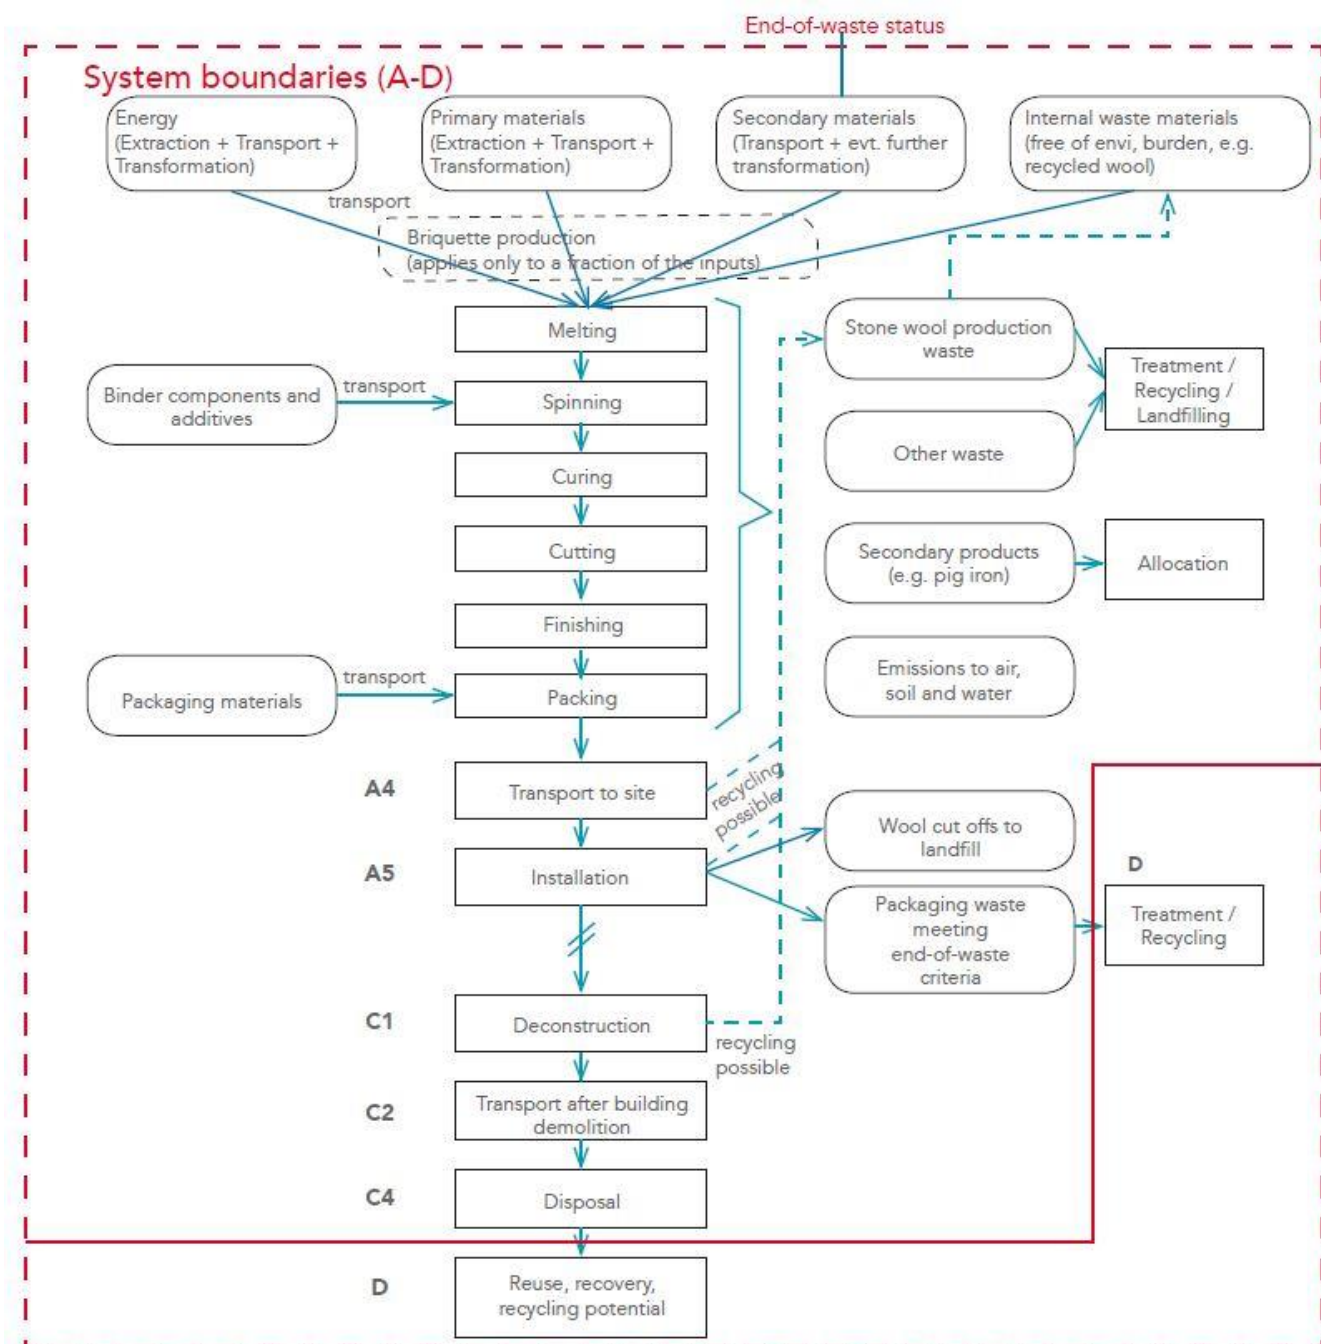 End-of-waste status
System boundaries (A-D)
Energy
(Extraction + Transport +
Transformation)
Primary materials
(Extraction + Transport +
Transformation)
Secondary materials
(Transport + evt. further
transformation)
Internal waste materials
(free of envi, burden, e.g.
recycled wool)
transport
Briquette production
(applies only to a fraction of the inputs)
Melting
Stone wool production
waste
Treatment /
Recycling /
Landfilling
Binder components and
additives
transport
Spinning
Other waste
Curing
Cutting
Secondary products
(e.g. pig iron)
Allocation
Finishing
Emissions to air,
soil and water
Packaging materials
transport
Packing
A4
Transport to site
recycling
possible
Wool cut offs to
landfill
A5
Installation
D
Packaging waste
meeting
end-of-waste
criteria
Treatment /
Recycling
C1
Deconstruction
recycling
possible
C2
Transport after building
demolition
C4
Disposal
D
Reuse, recovery,
recycling potential